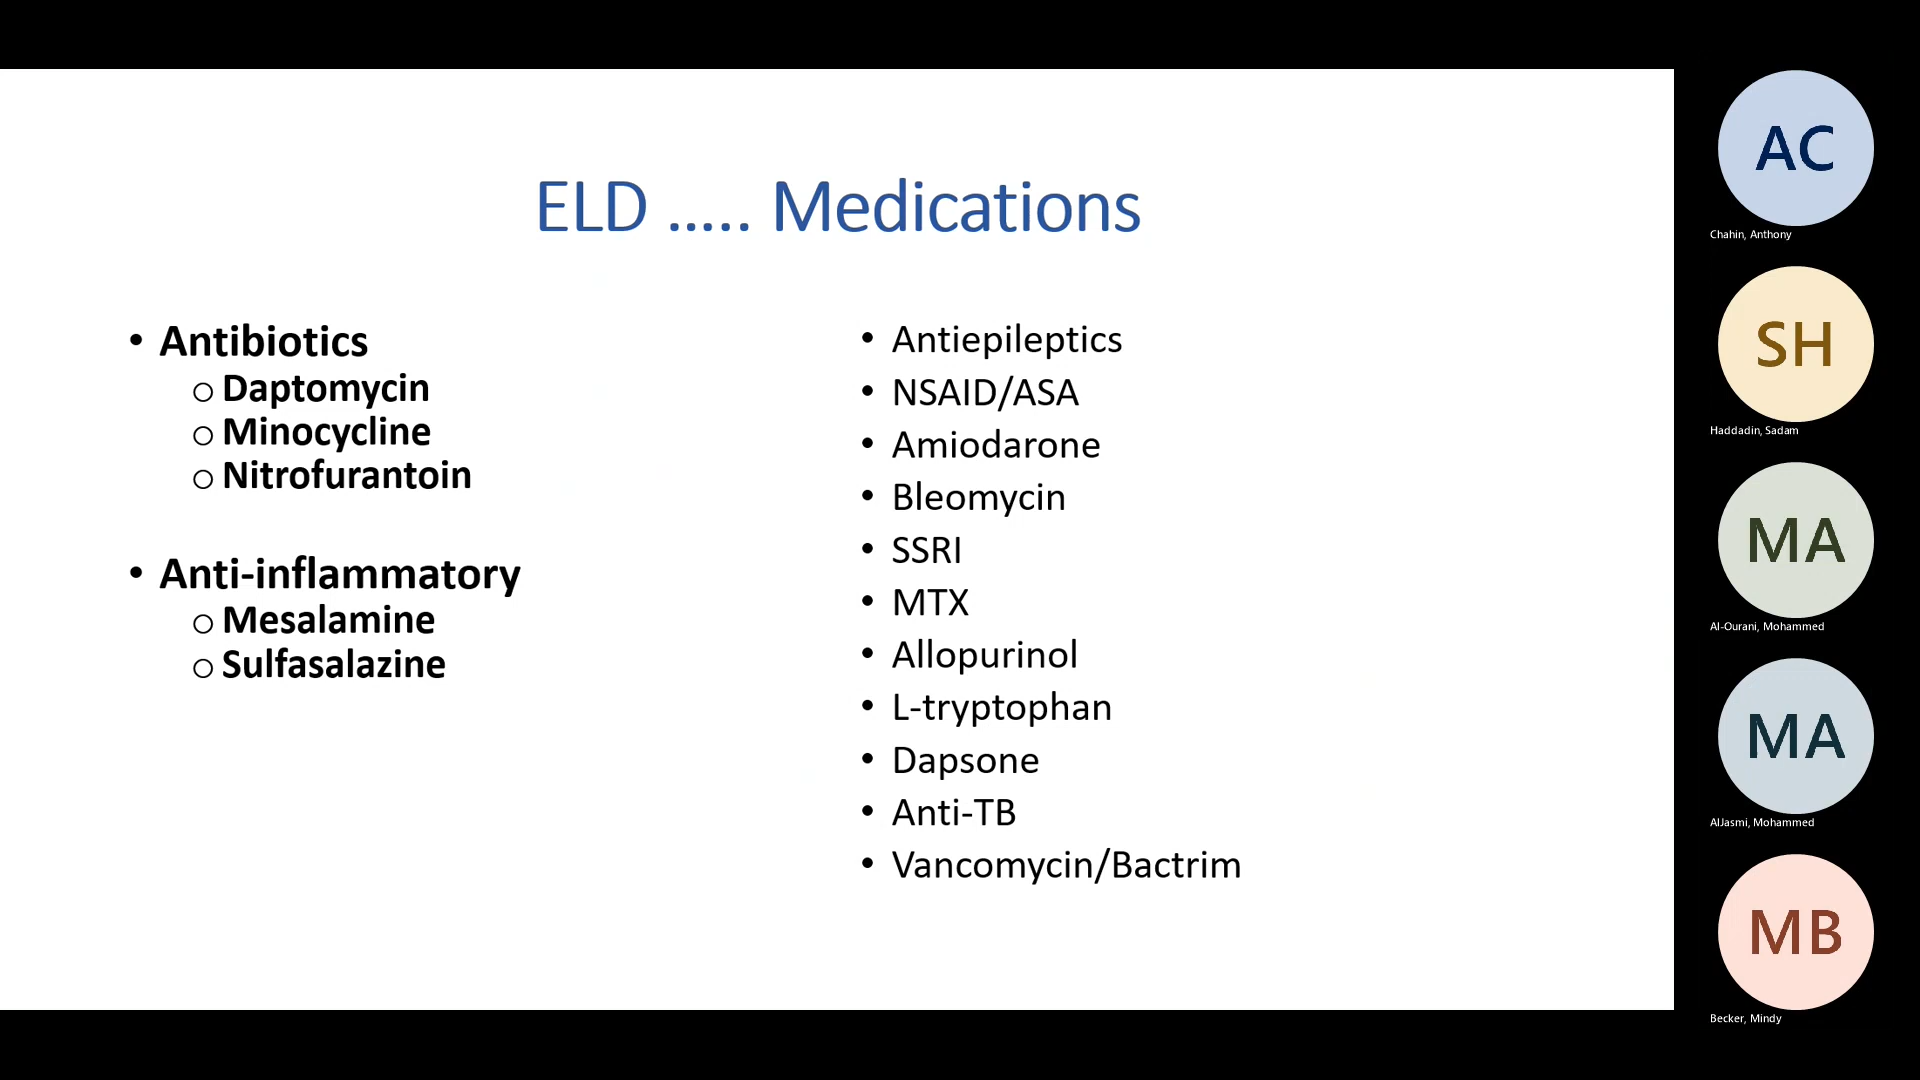 ELD ..... Medications
• Antibiotics
o Daptomycin
o Minocycline
o Nitrofurantoin
• Anti-inflammatory
o Mesalamine
o Sulfasalazine
• Antiepileptics
• NSAID/ASA
• Amiodarone
• Bleomycin
• SSRI
• MTX
• Allopurinol
• L-tryptophan
• Dapsone
• Anti-TB
• Vancomycin/Bactrim
AC
Chahin, Anthony
SH
Haddadin, Sadam
MA
Al-Ourani, Mohammed
MA
AlJasmi, Mohammed
MB
Becker, Mindy